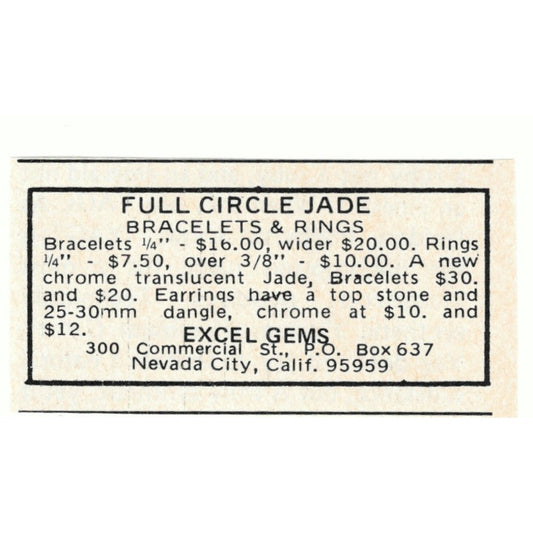 FULL CIRCLE JADE
BRACELETS & RINGS
Bracelets ¼" - $16.00, wider $20.00. Rings
¼" - $7.50, over 3/8" - $10.00. A new
chrome translucent Jade, Bracelets $30.
and $20. Earrings have a top stone and
25-30mm dangle, chrome at $10. and
$12.
EXCEL GEMS
300 Commercial St., P.O. Box 637
Nevada City, Calif. 95959